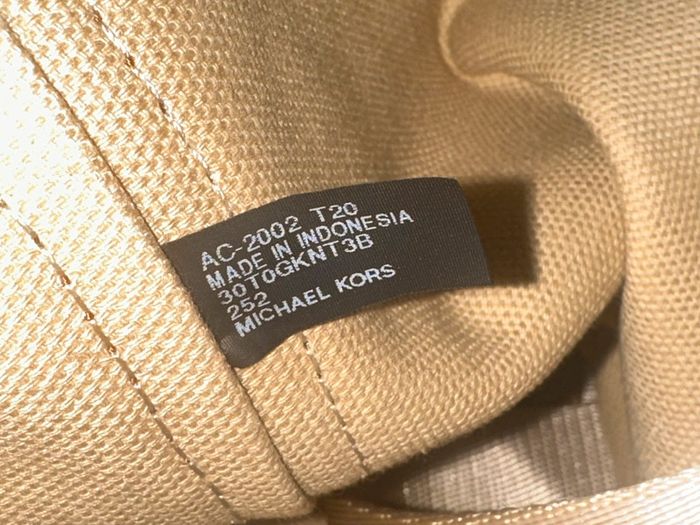 AC-2002 T20
MADE IN INDONESIA
30T0GKNT3B
252
MICHAEL KORS